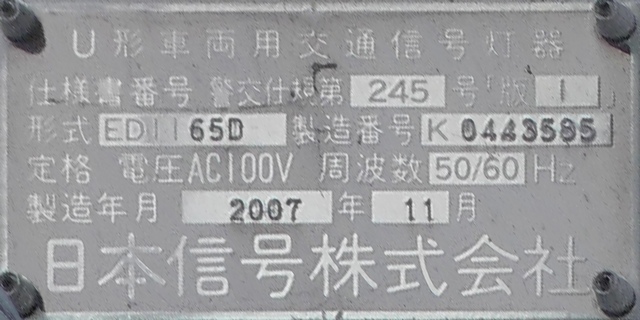 U形車両用交通信号灯器
仕様書番号 警交仕規第 245 号「版 1 」
形式 ED1165D 製造番号 K 0443585
定格 電圧AC100V 周波数 50/60 Hz
製造年月 2007 年 11 月
日本信号株式会社